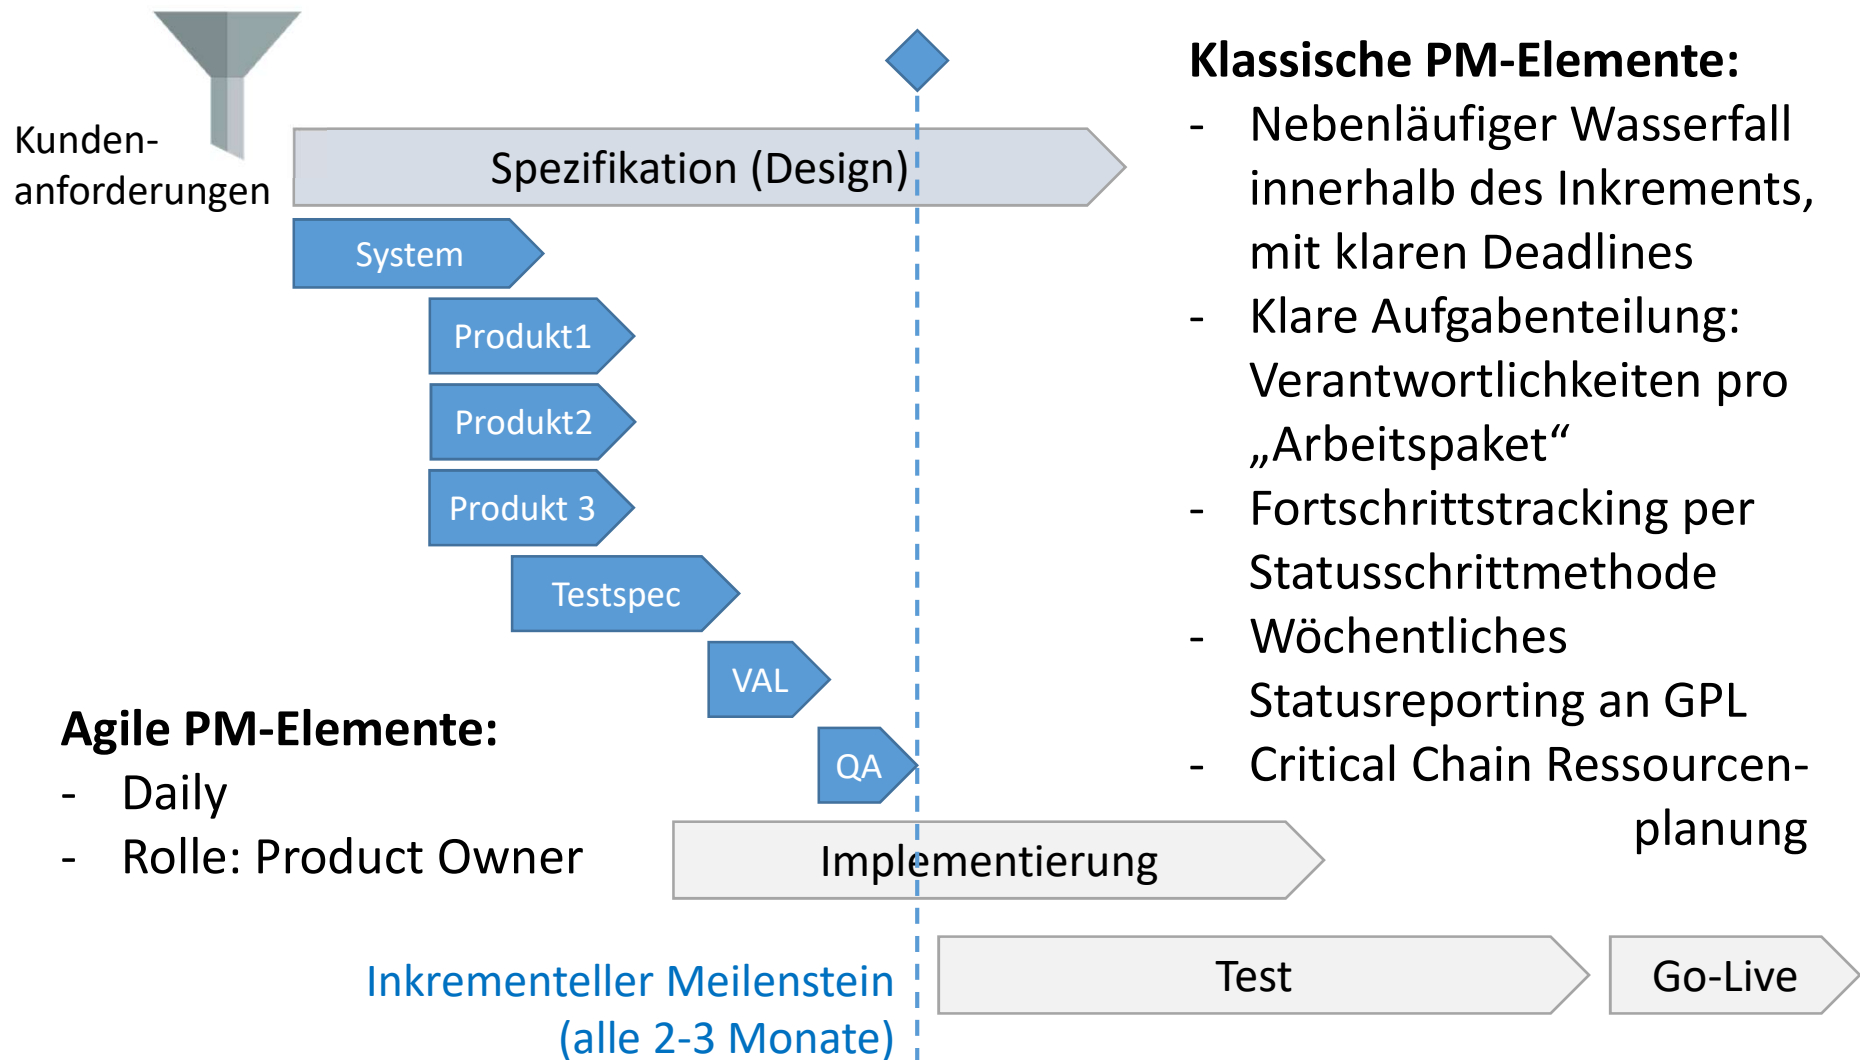 Kunden-
anforderungen
Spezifikation (Design)
System
Produkt1
Produkt2
Produkt 3
Testspec
VAL
QA
Implementierung
Test
Go-Live
Inkrementeller Meilenstein
(alle 2-3 Monate)
Agile PM-Elemente:
- Daily
- Rolle: Product Owner
Klassische PM-Elemente:
- Nebenläufiger Wasserfall
innerhalb des Inkrements,
mit klaren Deadlines
- Klare Aufgabenteilung:
Verantwortlichkeiten pro
„Arbeitspaket“
- Fortschrittstracking per
Statusschrittmethode
- Wöchentliches
Statusreporting an GPL
- Critical Chain Ressourcen-
planung